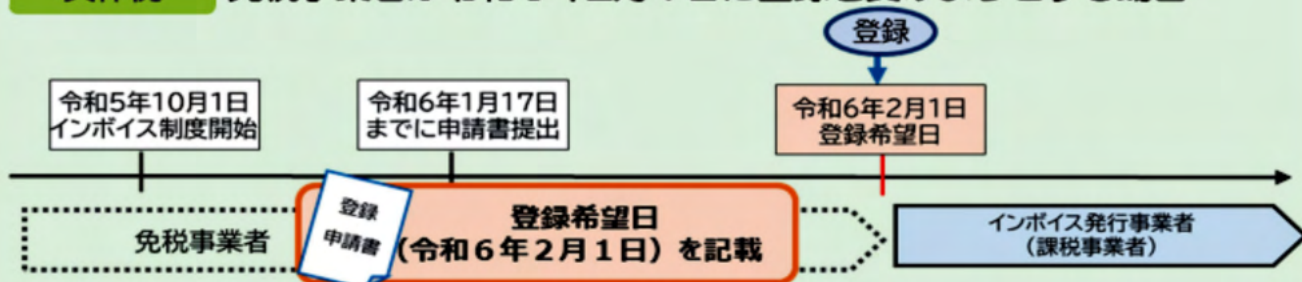 登録
令和5年10月1日
インボイス制度開始
令和6年1月17日
までに申請書提出
令和6年2月1日
登録希望日
登録
申請書
登録希望日
(令和6年2月1日)を記載
免税事業者
インボイス発行事業者
(課税事業者)